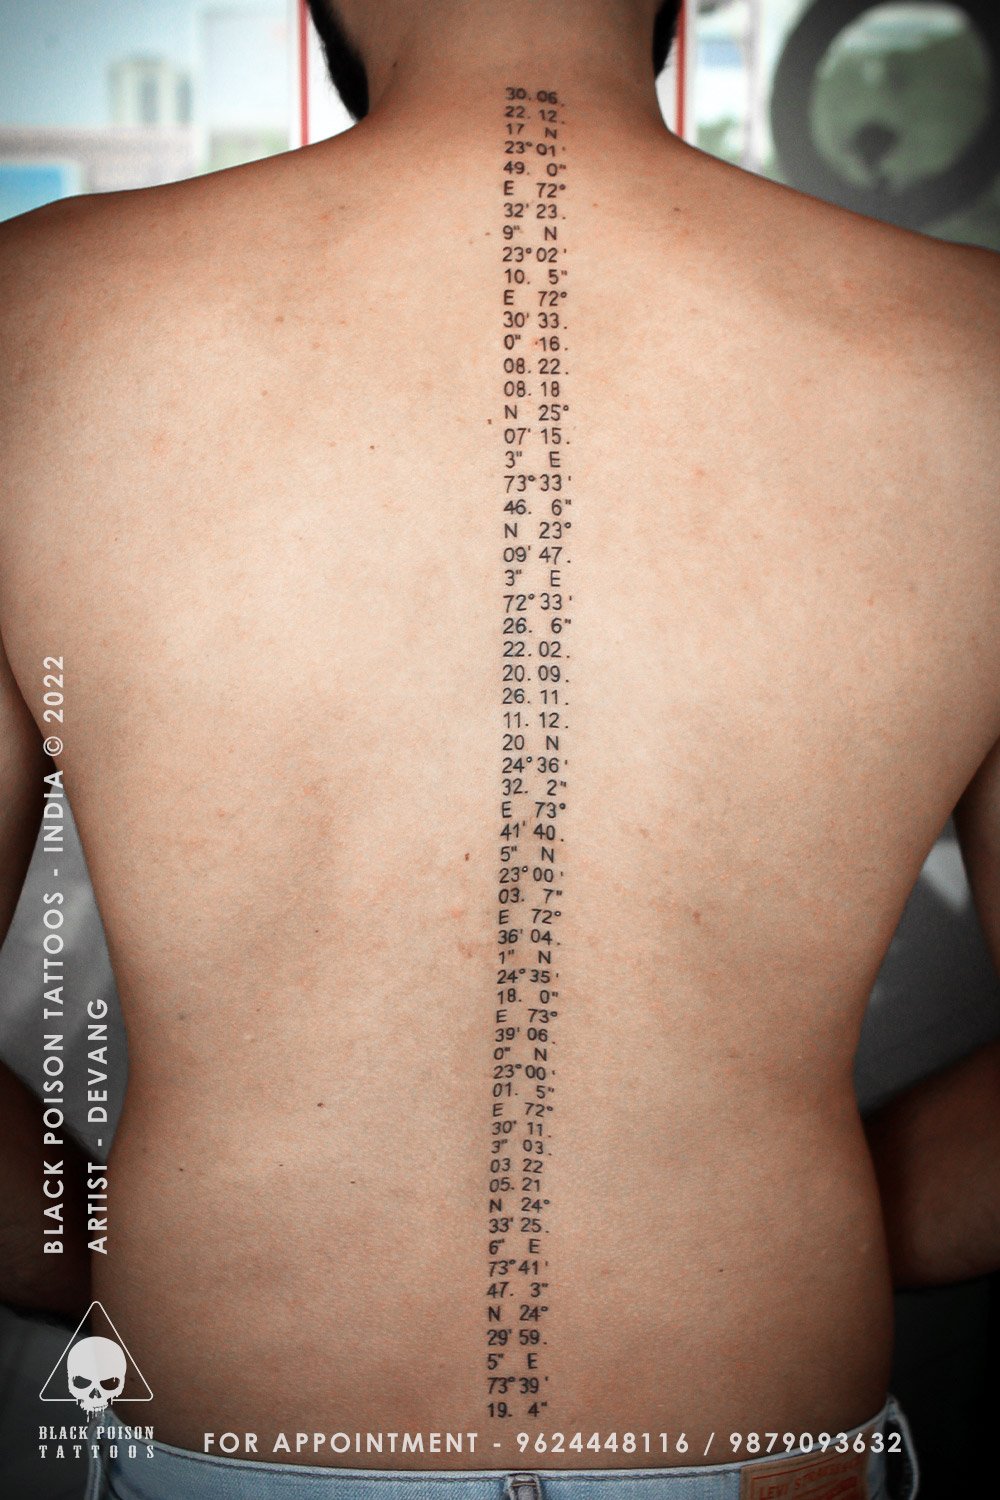 30. 06.
22. 12.
17 N
23° 01'
49. 0"
E 72°
32' 23.
9" N
23° 02'
10. 5"
E 72°
30' 33.
0" 16.
08. 22.
08. 18
N 25°
07' 15.
3" E
73° 33'
46. 6"
N 23°
09' 47.
3" E
72° 33'
26. 6"
22. 02.
20. 09.
26. 11.
11. 12.
20 N
24° 36'
32. 2"
E 73°
41' 40.
5" N
23° 00'
03. 7"
E 72°
36' 04.
1" N
24° 35'
18. 0"
E 73°
39' 06.
0" N
23° 00'
01. 5"
E 72°
30' 11.
3" 03.
03 22
05. 21
N 24°
33' 25.
6" E
73° 41'
47. 3"
N 24°
29' 59.
5" E
73° 39'
19. 4"
BLACK POISON TATTOOS - INDIA © 2022
ARTIST - DEVANG
BLACK POISON
TATTOOS
FOR APPOINTMENT - 9624448116 / 9879093632